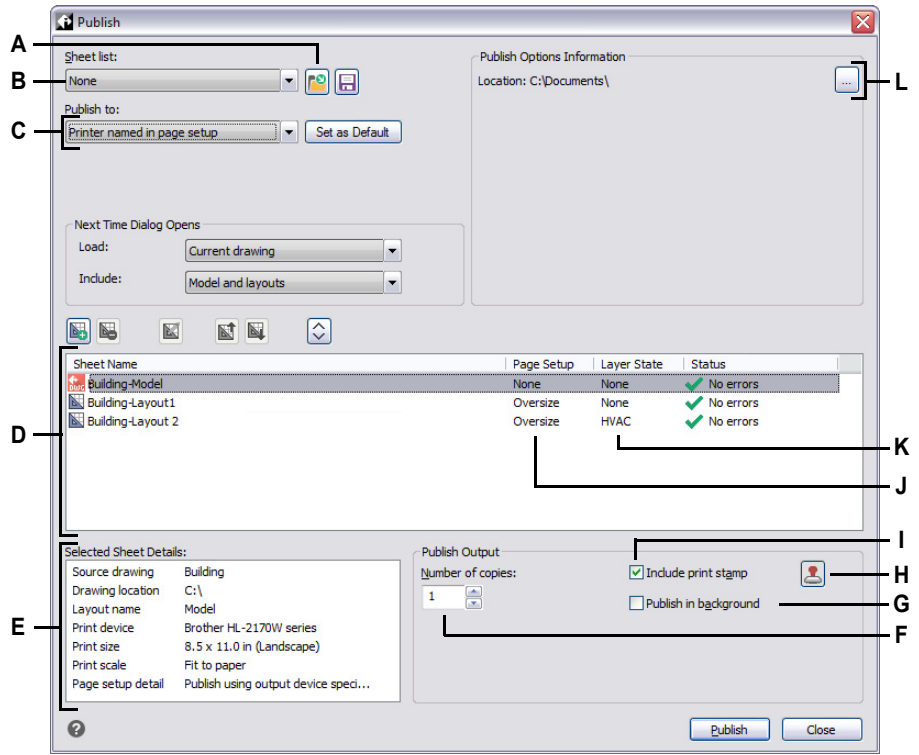 Publish
A
Sheet list:
Publish Options Information
B
None
Location: C:\Documents\
...
L
Publish to:
C
Printer named in page setup
Set as Default
Next Time Dialog Opens
Load:
Current drawing
Include:
Model and layouts
Sheet Name
Page Setup
Layer State
Status
DWG
Building-Model
None
None
No errors
Building-Layout1
Oversize
None
No errors
Building-Layout 2
Oversize
HVAC
No errors
D
K
J
I
Selected Sheet Details:
Publish Output
Source drawing
Building
Number of copies:
Include print stamp
H
Drawing location
C:\
1
Publish in background
G
Layout name
Model
E
Print device
Brother HL-2170W series
F
Print size
8.5 x 11.0 in (Landscape)
Print scale
Fit to paper
Page setup detail
Publish using output device speci...
?
Publish
Close